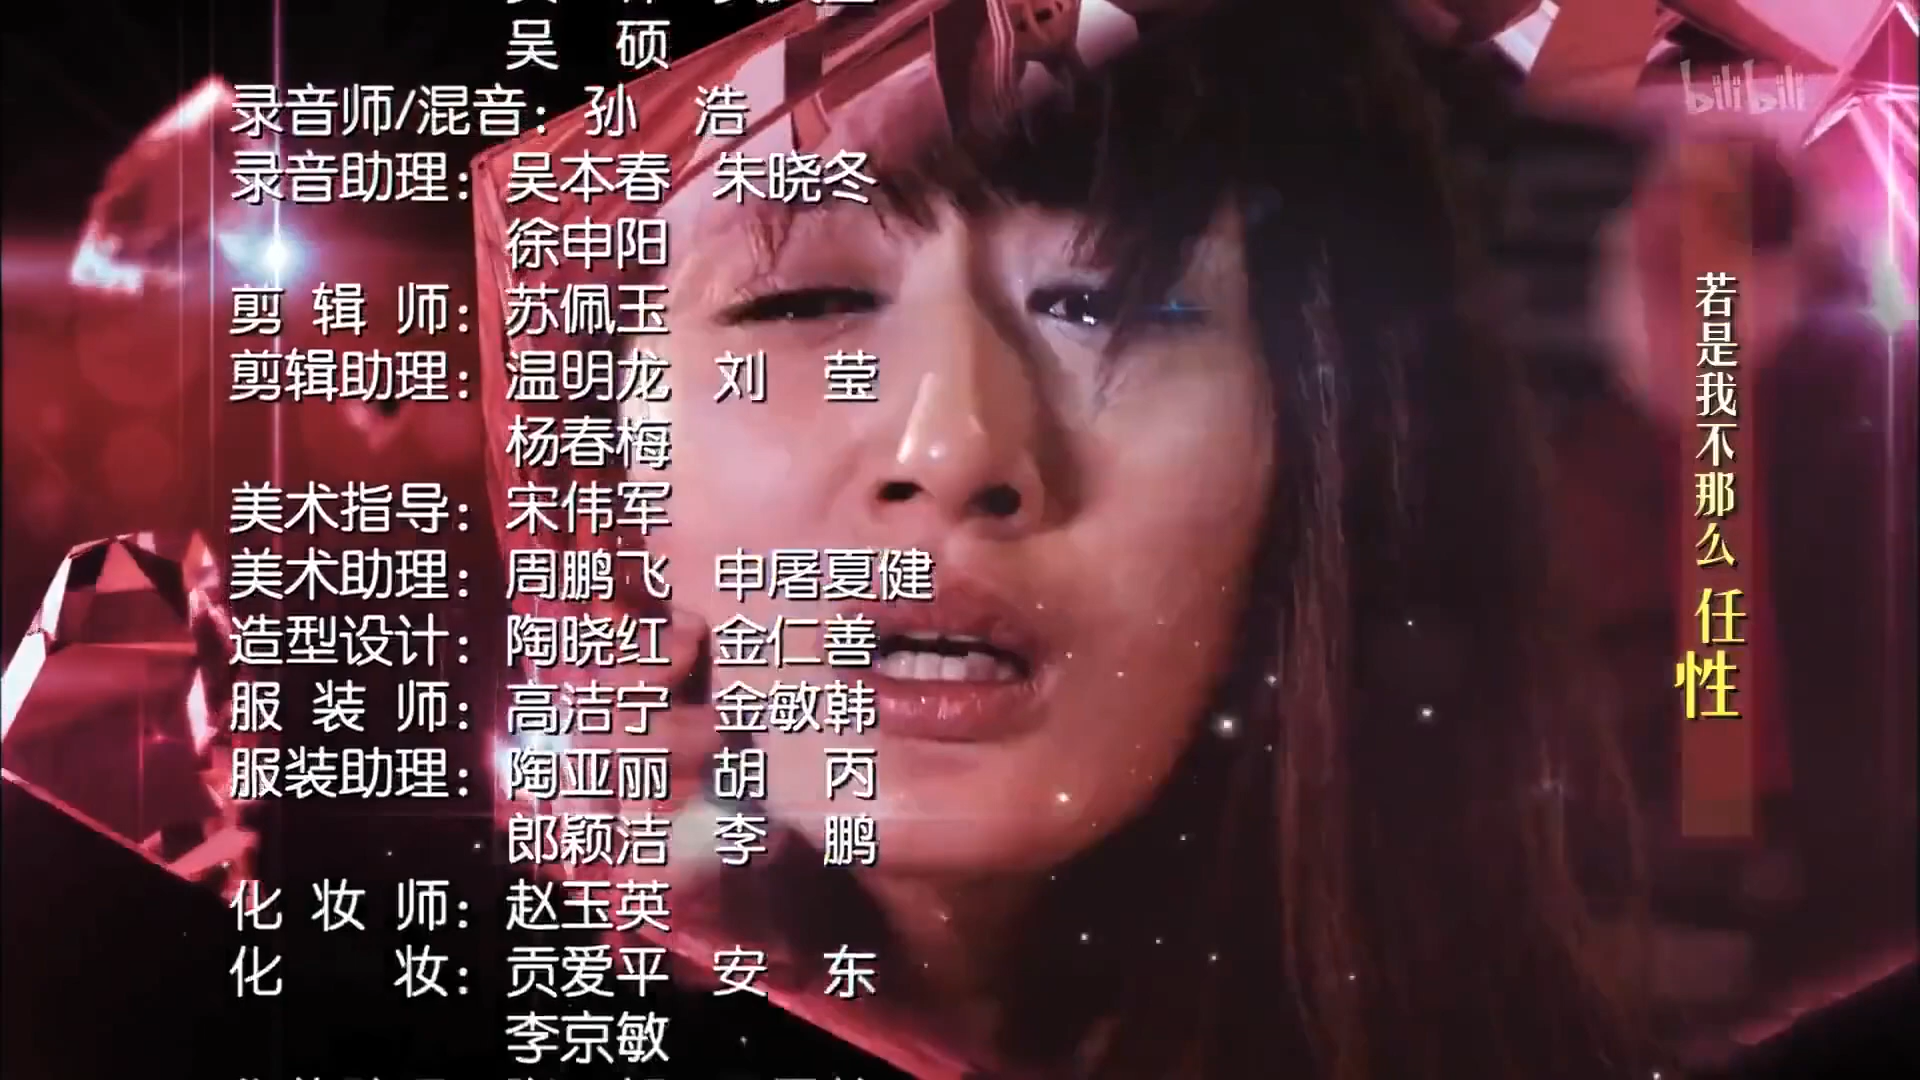 吴 硕
录音师/混音：孙 浩
录音助理：吴本春 朱晓冬
徐申阳
剪 辑 师：苏佩玉
剪辑助理：温明龙 刘 莹
杨春梅
美术指导：宋伟军
美术助理：周鹏飞 申屠夏健
造型设计：陶晓红 金仁善
服 装 师：高洁宁 金敏韩
服装助理：陶亚丽 胡 丙
郎颖洁 李 鹏
化 妆 师：赵玉英
化 妆：贡爱平 安 东
李京敏
bilibili
若是我不那么 任性